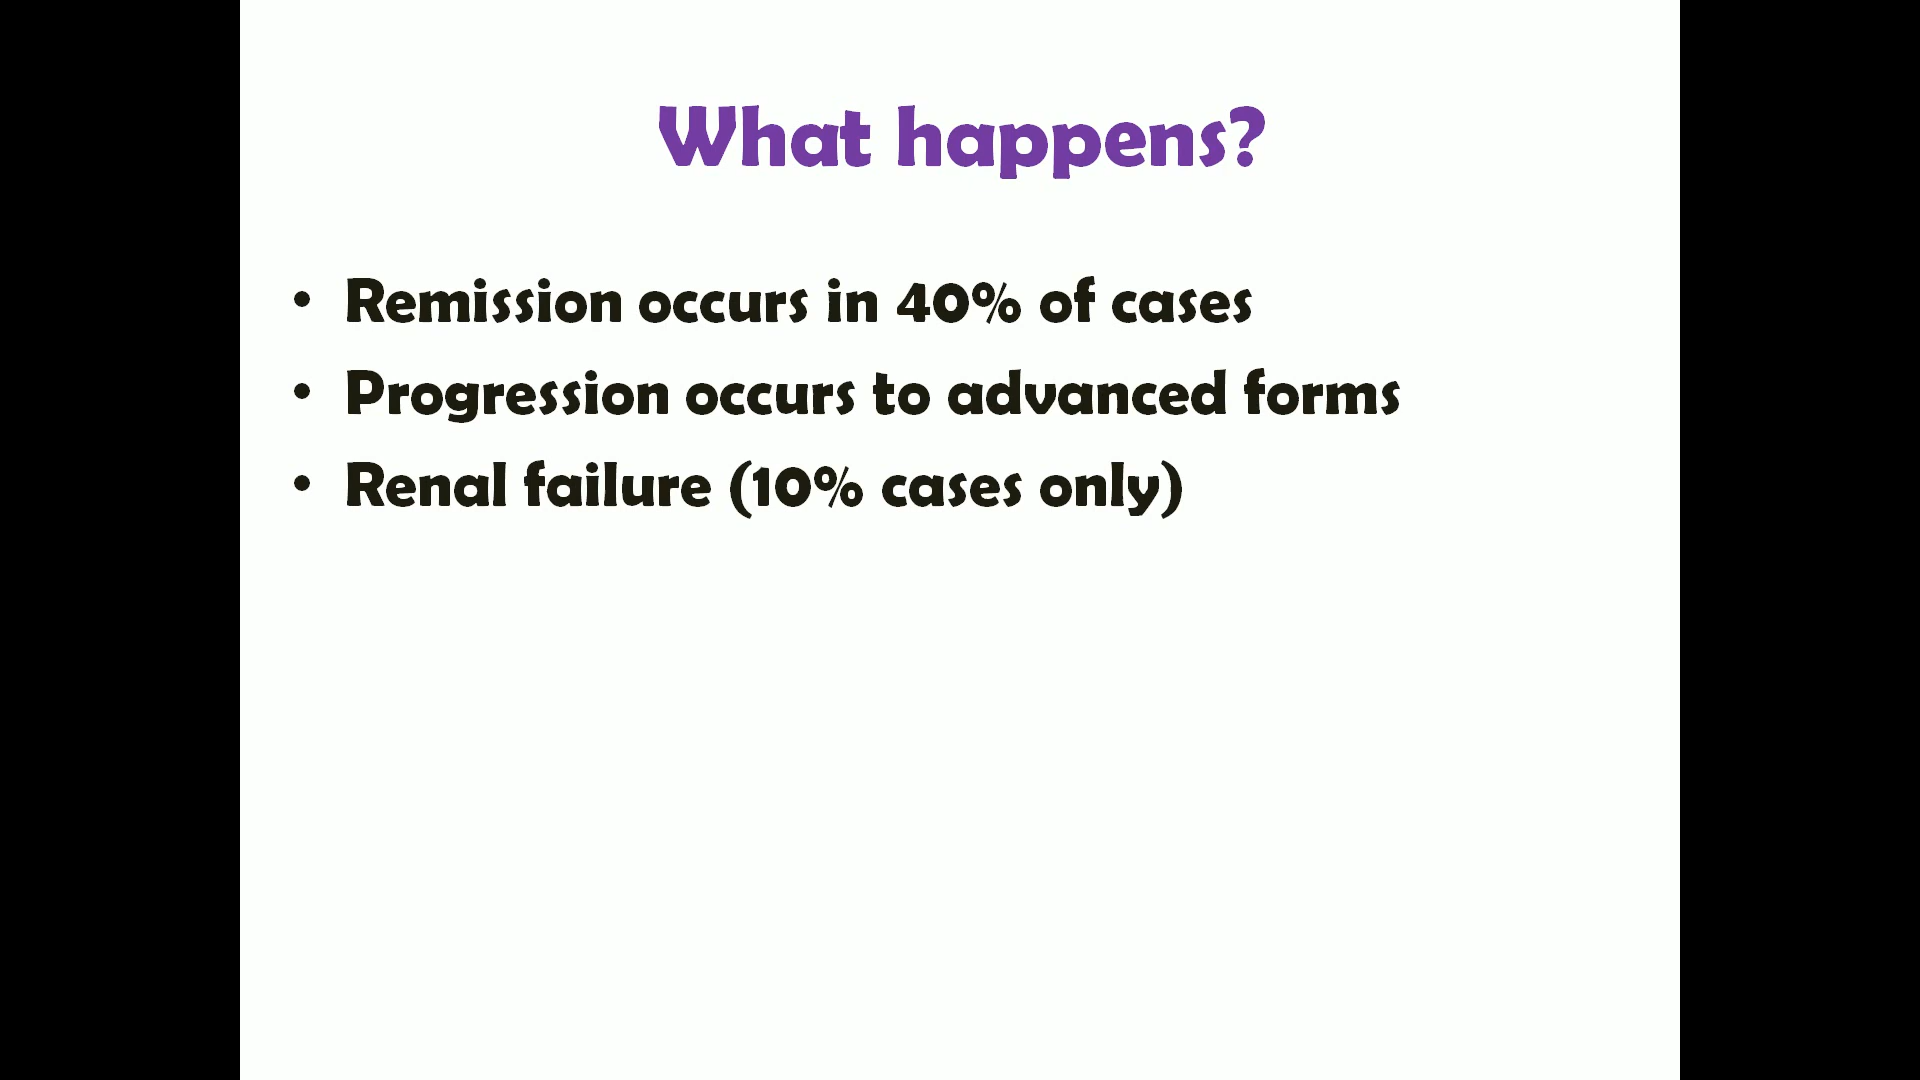 What happens?
• Remission occurs in 40% of cases
• Progression occurs to advanced forms
• Renal failure (10% cases only)